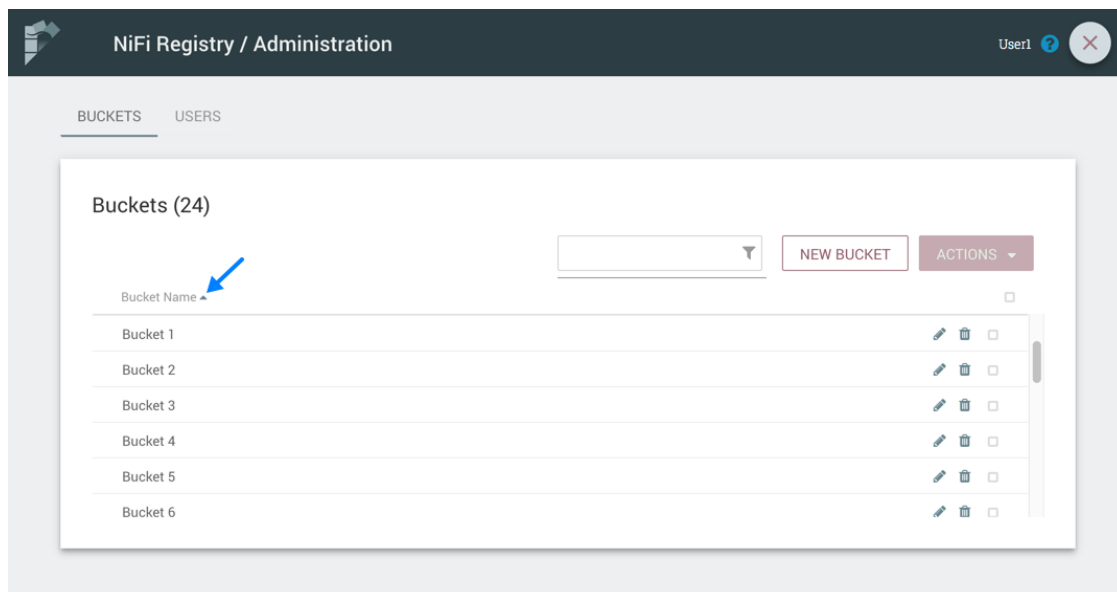 NiFi Registry / Administration
User1 ?
BUCKETS USERS
Buckets (24)
NEW BUCKET ACTIONS
Bucket Name
Bucket 1
Bucket 2
Bucket 3
Bucket 4
Bucket 5
Bucket 6